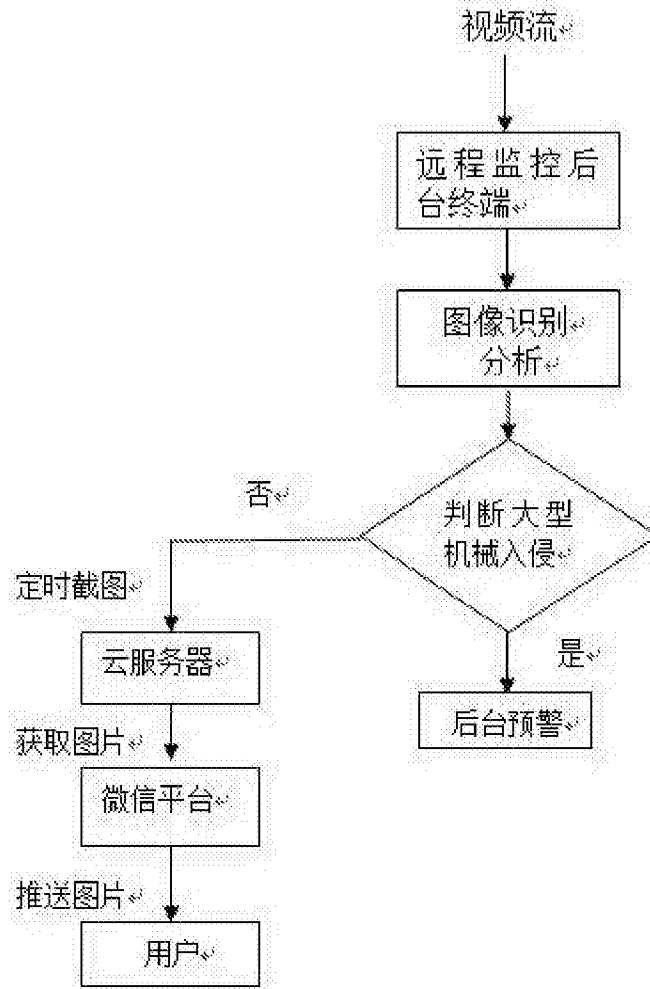 视频流
远程监控后
台终端
图像识别
分析
判断大型
机械入侵
否
是
定时截图
云服务器
后台预警
获取图片
微信平台
推送图片
用户